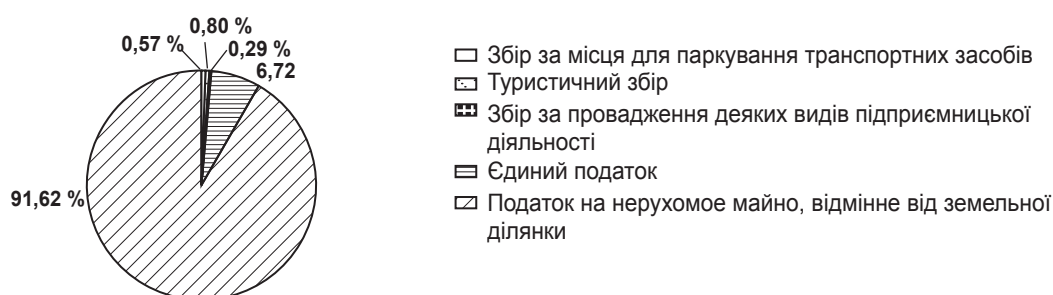 0,80 %
0,57 %
0,29 %
6,72
91,62 %
Збір за місця для паркування транспортних засобів
Туристичний збір
Збір за провадження деяких видів підприємницької
діяльності
Єдиний податок
Податок на нерухомое майно, відмінне від земельної
ділянки